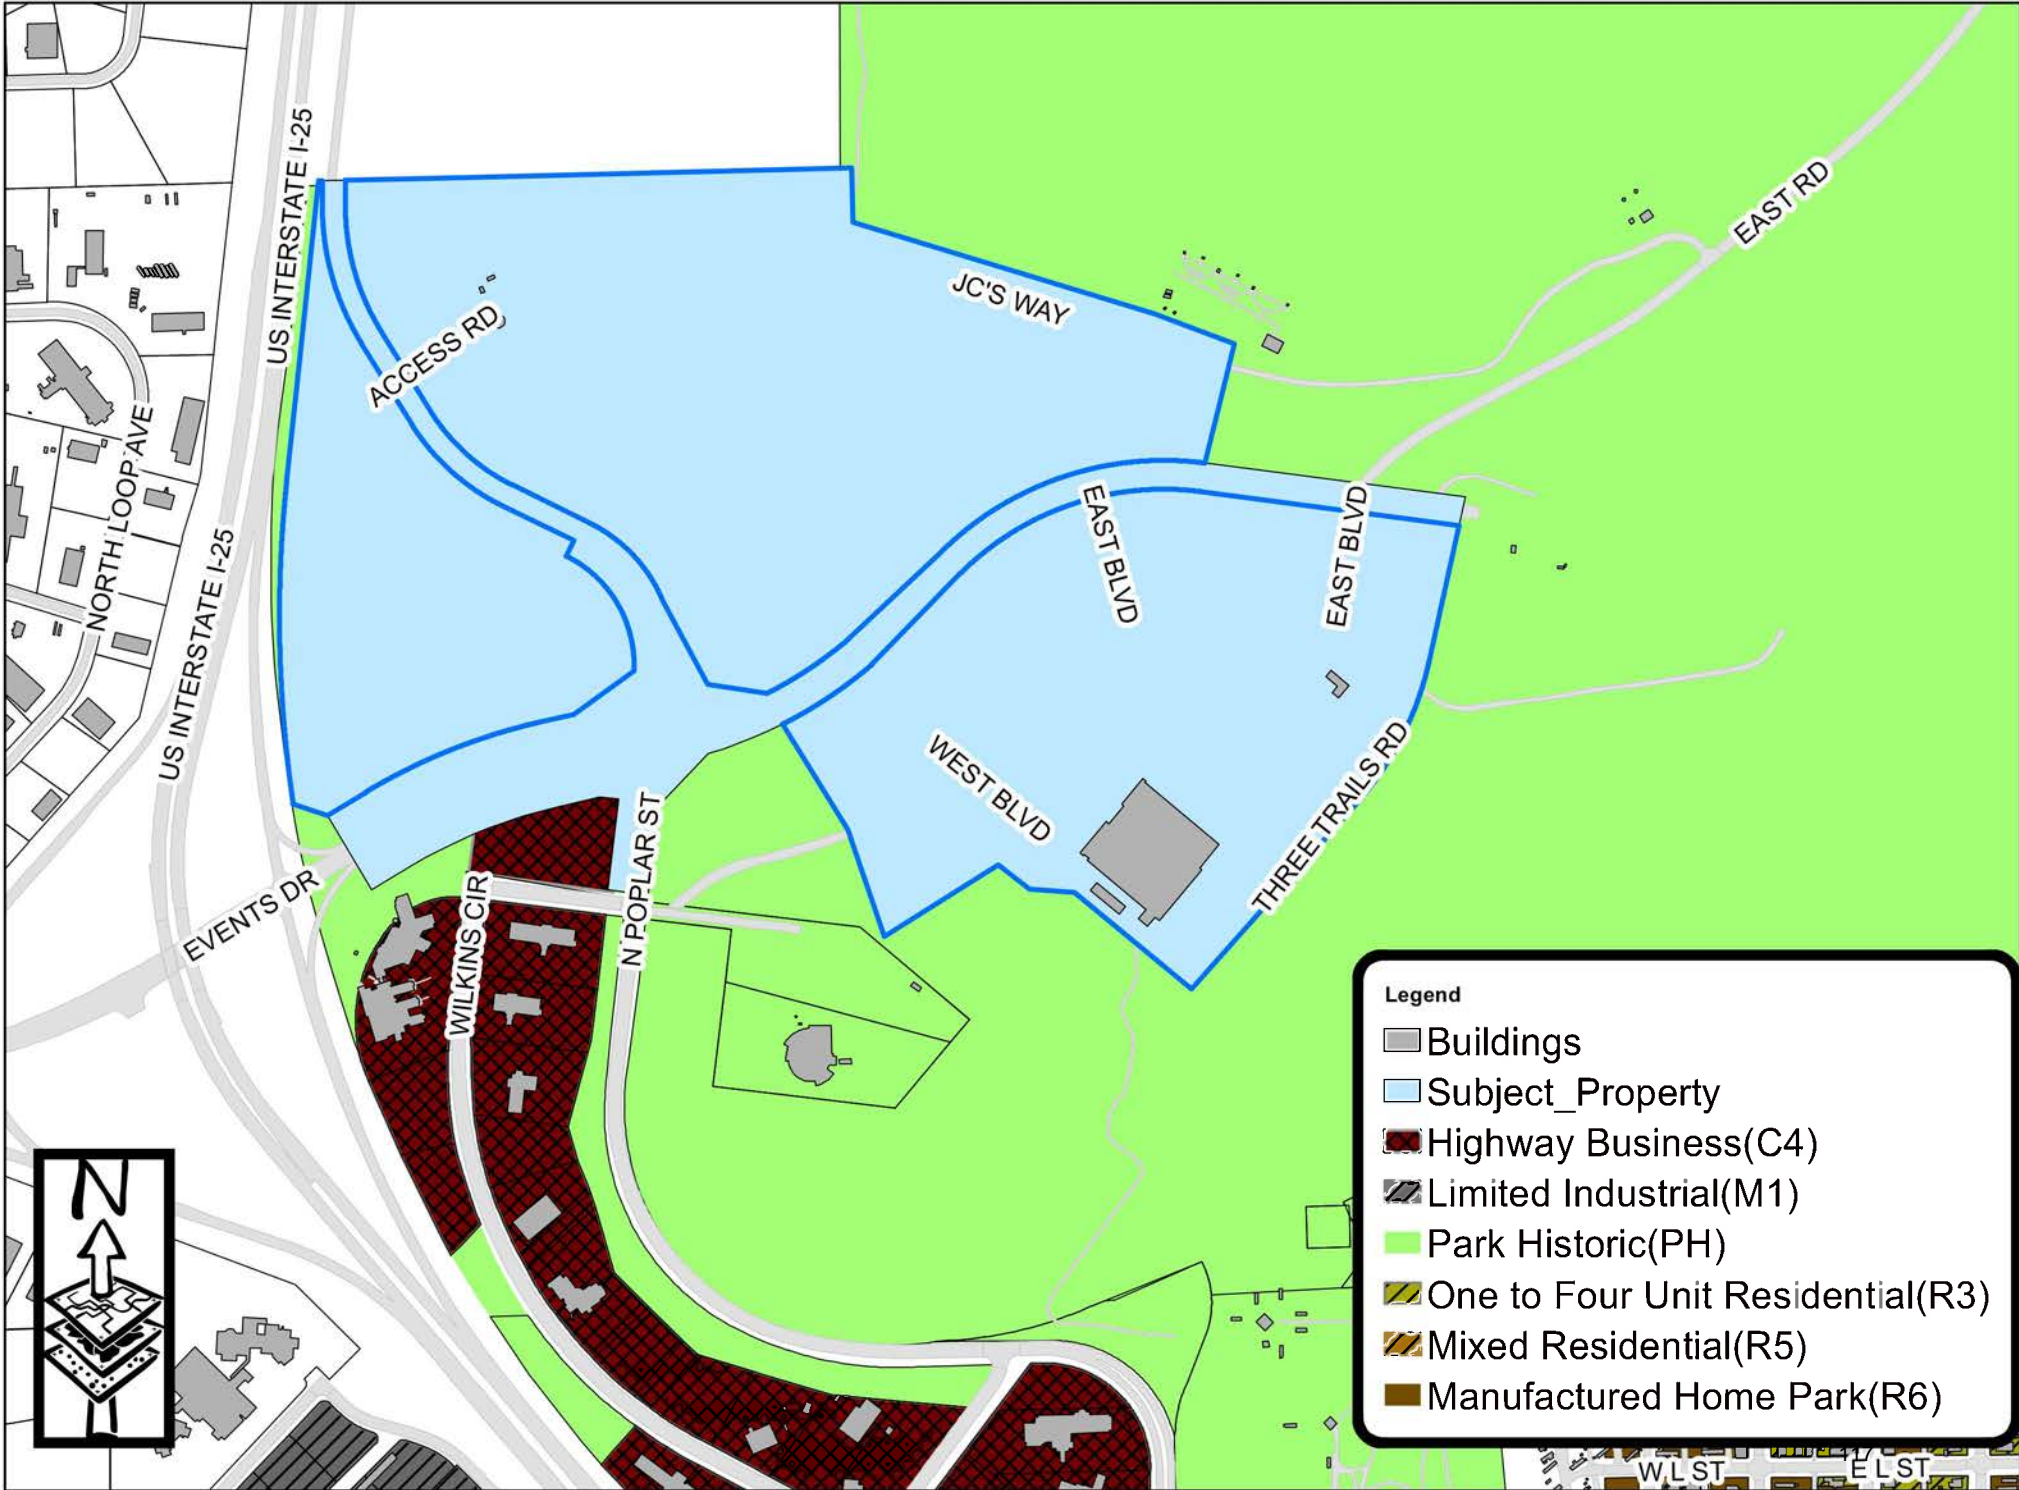 US INTERSTATE I-25
ACCESS RD
JC'S WAY
EAST RD
NORTH LOOP AVE
US INTERSTATE I-25
EAST BLVD
EAST BLVD
WEST BLVD
THREE TRAILS RD
N POPLAR ST
EVENTS DR
WILKINS CIR
Legend
Buildings
Subject_Property
Highway Business(C4)
Limited Industrial(M1)
Park Historic(PH)
One to Four Unit Residential(R3)
Mixed Residential(R5)
Manufactured Home Park(R6)
N
W L ST
E L ST